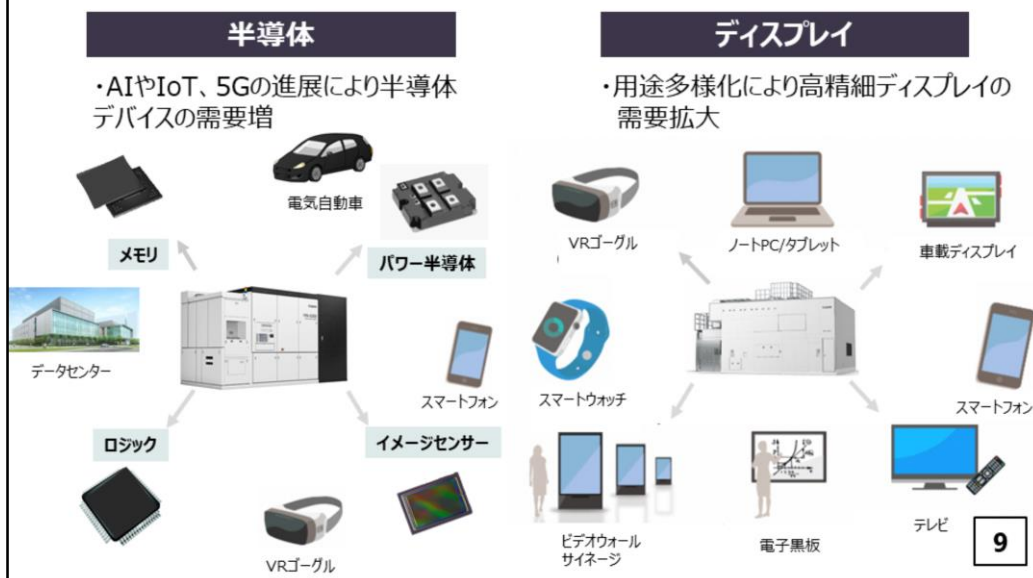 半導体
・AIやIoT、5Gの進展により半導体
デバイスの需要増
電気自動車
メモリ
パワー半導体
データセンター
スマートフォン
ロジック
イメージセンサー
VRゴーグル
ディスプレイ
・用途多様化により高精細ディスプレイの
需要拡大
VRゴーグル
ノートPC/タブレット
車載ディスプレイ
スマートウォッチ
スマートフォン
ビデオウォール
サイネージ
電子黒板
テレビ
9